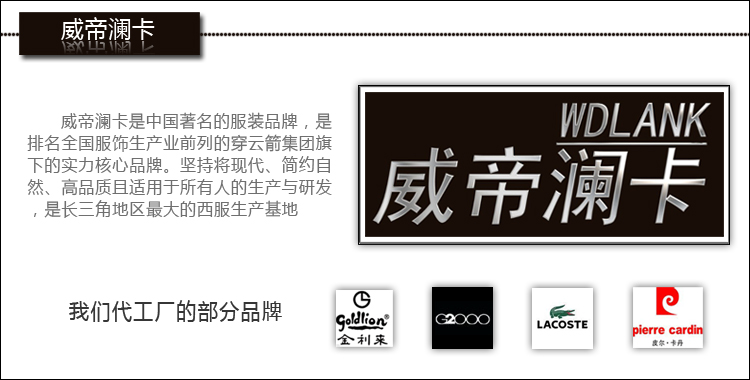 威帝澜卡
威帝澜卡是中国著名的服装品牌，是
排名全国服饰生产业前列的穿云箭集团旗
下的实力核心品牌。坚持将现代、简约自
然、高品质且适用于所有人的生产与研发
，是长三角地区最大的西服生产基地
WDLANK
威帝澜卡
我们代工厂的部分品牌
Goldlion
金利来
G2000
LACOSTE
pierre cardin
皮尔·卡丹